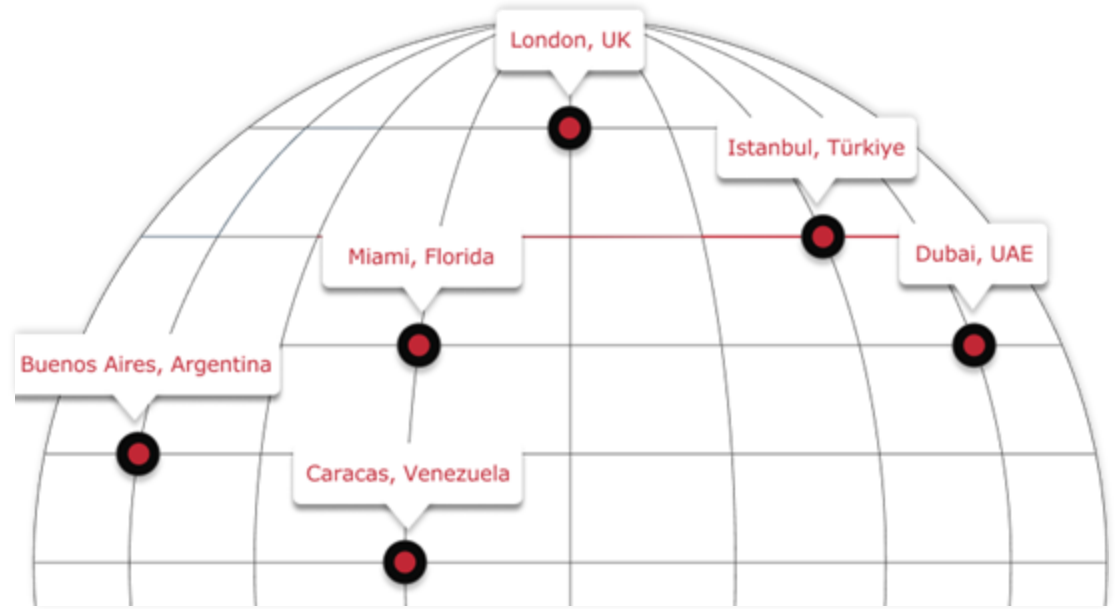 London, UK
Istanbul, Türkiye
Miami, Florida
Dubai, UAE
Buenos Aires, Argentina
Caracas, Venezuela